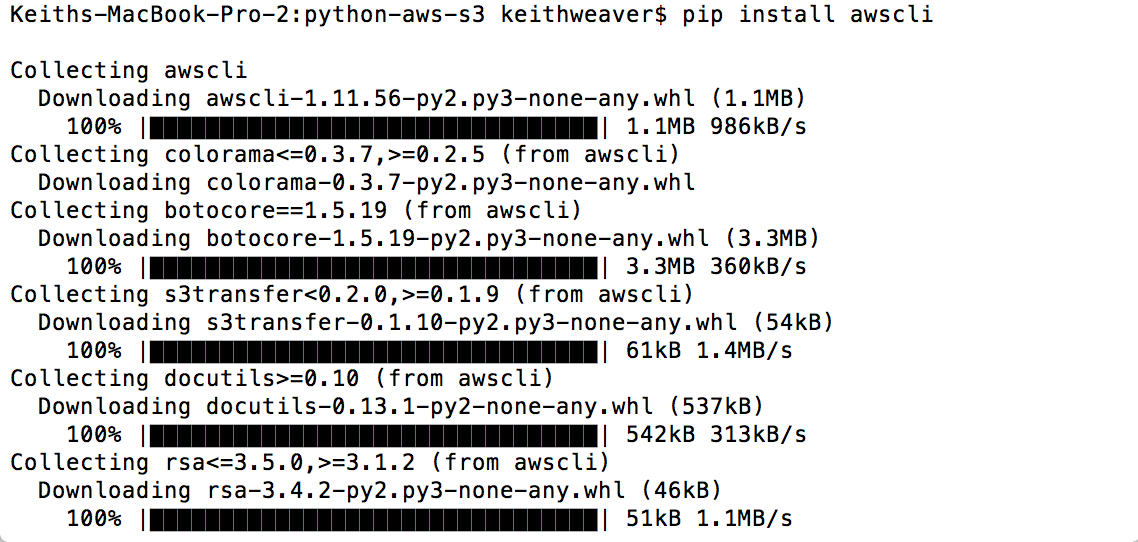 Keiths-MacBook-Pro-2:python-aws-s3 keithweaver$ pip install awscli
Collecting awscli
Downloading awscli-1.11.56-py2.py3-none-any.whl (1.1MB)
100% |████████████████████████████████| 1.1MB 986kB/s
Collecting colorama<=0.3.7,>=0.2.5 (from awscli)
Downloading colorama-0.3.7-py2.py3-none-any.whl
Collecting botocore==1.5.19 (from awscli)
Downloading botocore-1.5.19-py2.py3-none-any.whl (3.3MB)
100% |████████████████████████████████| 3.3MB 360kB/s
Collecting s3transfer<0.2.0,>=0.1.9 (from awscli)
Downloading s3transfer-0.1.10-py2.py3-none-any.whl (54kB)
100% |████████████████████████████████| 61kB 1.4MB/s
Collecting docutils>=0.10 (from awscli)
Downloading docutils-0.13.1-py2-none-any.whl (537kB)
100% |████████████████████████████████| 542kB 313kB/s
Collecting rsa<=3.5.0,>=3.1.2 (from awscli)
Downloading rsa-3.4.2-py2.py3-none-any.whl (46kB)
100% |████████████████████████████████| 51kB 1.1MB/s